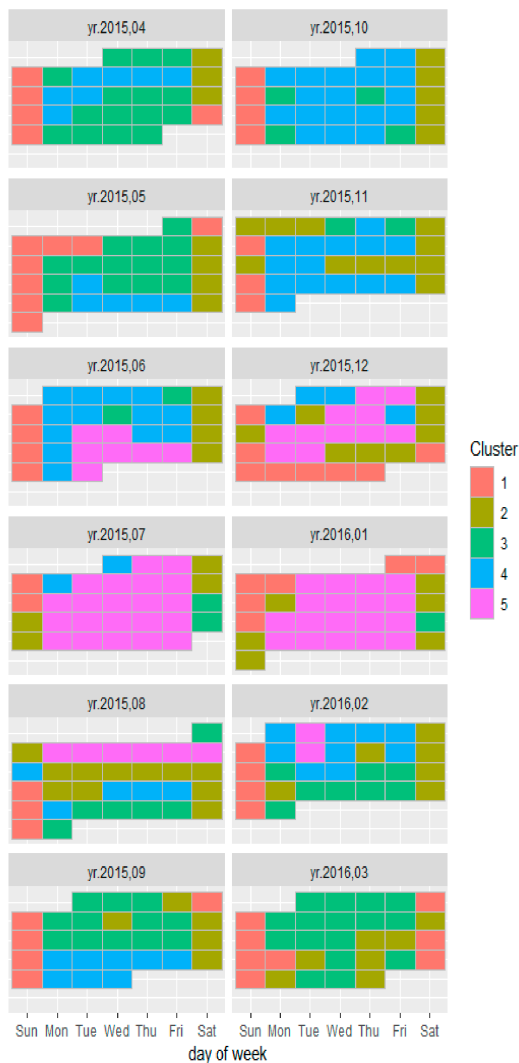 yr.2015,04
yr.2015,10
yr.2015,05
yr.2015,11
yr.2015,06
yr.2015,12
yr.2015,07
yr.2016,01
yr.2015,08
yr.2016,02
yr.2015,09
yr.2016,03
Cluster
1
2
3
4
5
Sun Mon Tue Wed Thu Fri Sat Sun Mon Tue Wed Thu Fri Sat
day of week